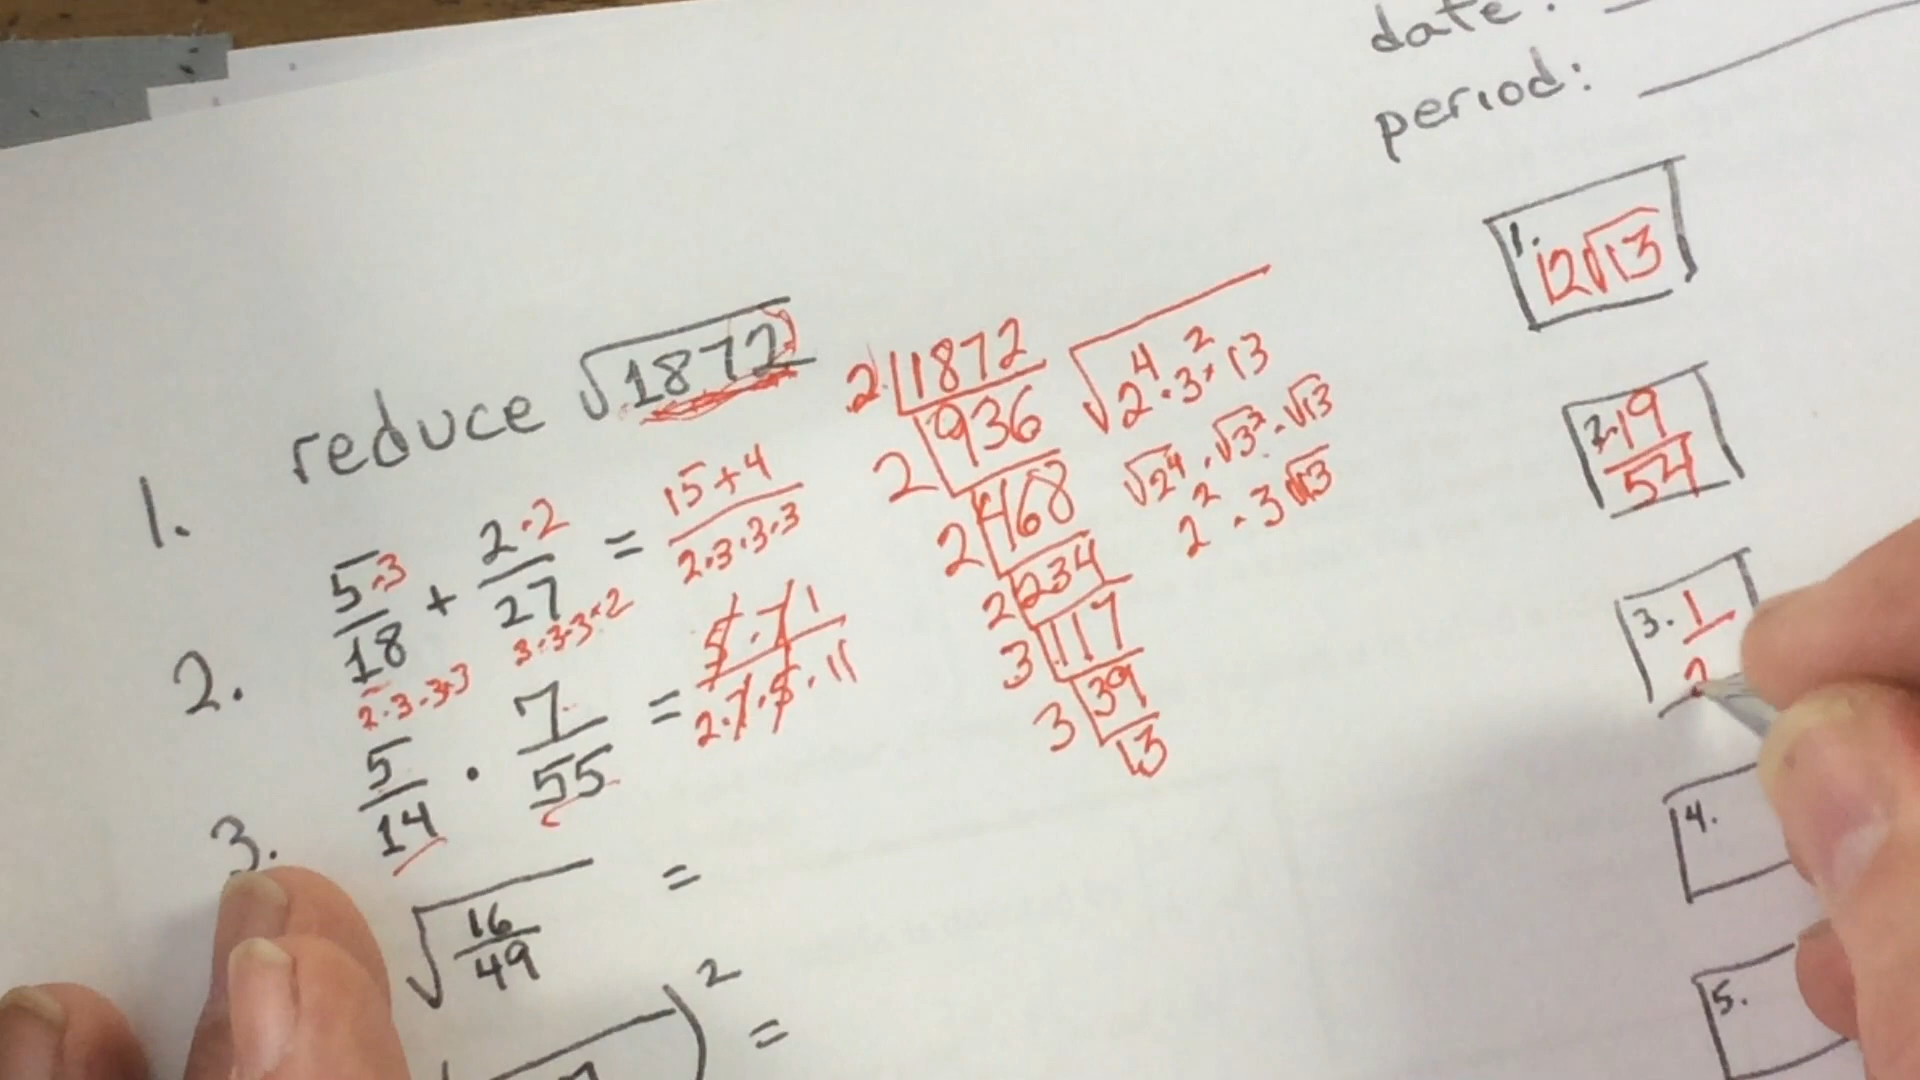 date:
period:
1. reduce √1872
2 | 1872
2 | 936
2 | 468
2 | 234
3 | 117
3 | 39
13
√2⁴·3²·13
√2⁴·√3²·√13
2²·3√13
2. 5·3/18 + 2·2/27 = 15+4/2·3·3·3
2·3·3·3
3·3·3·2
3. 5/14 · 7/55 = 5·7 1/2·7·5·11
√16/49 =
)² =
1. 12√13
2. 19/54
3. 1/2
4.
5.